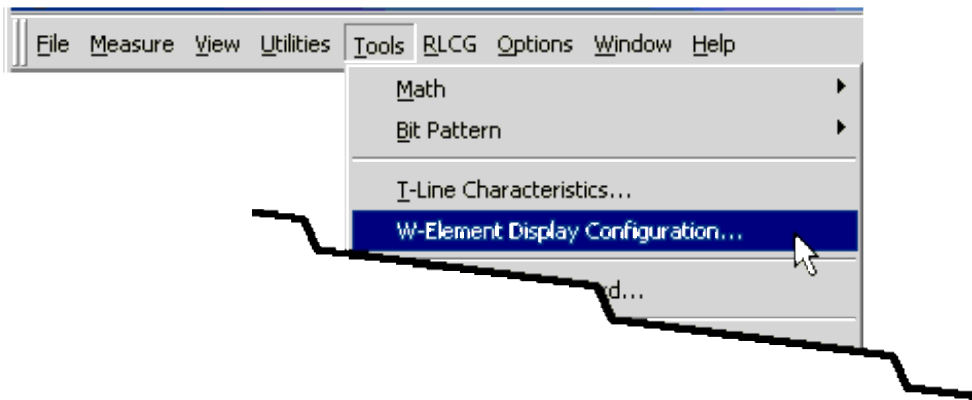 File Measure View Utilities Tools RLCG Options Window Help
Math
Bit Pattern
T-Line Characteristics...
W-Element Display Configuration...